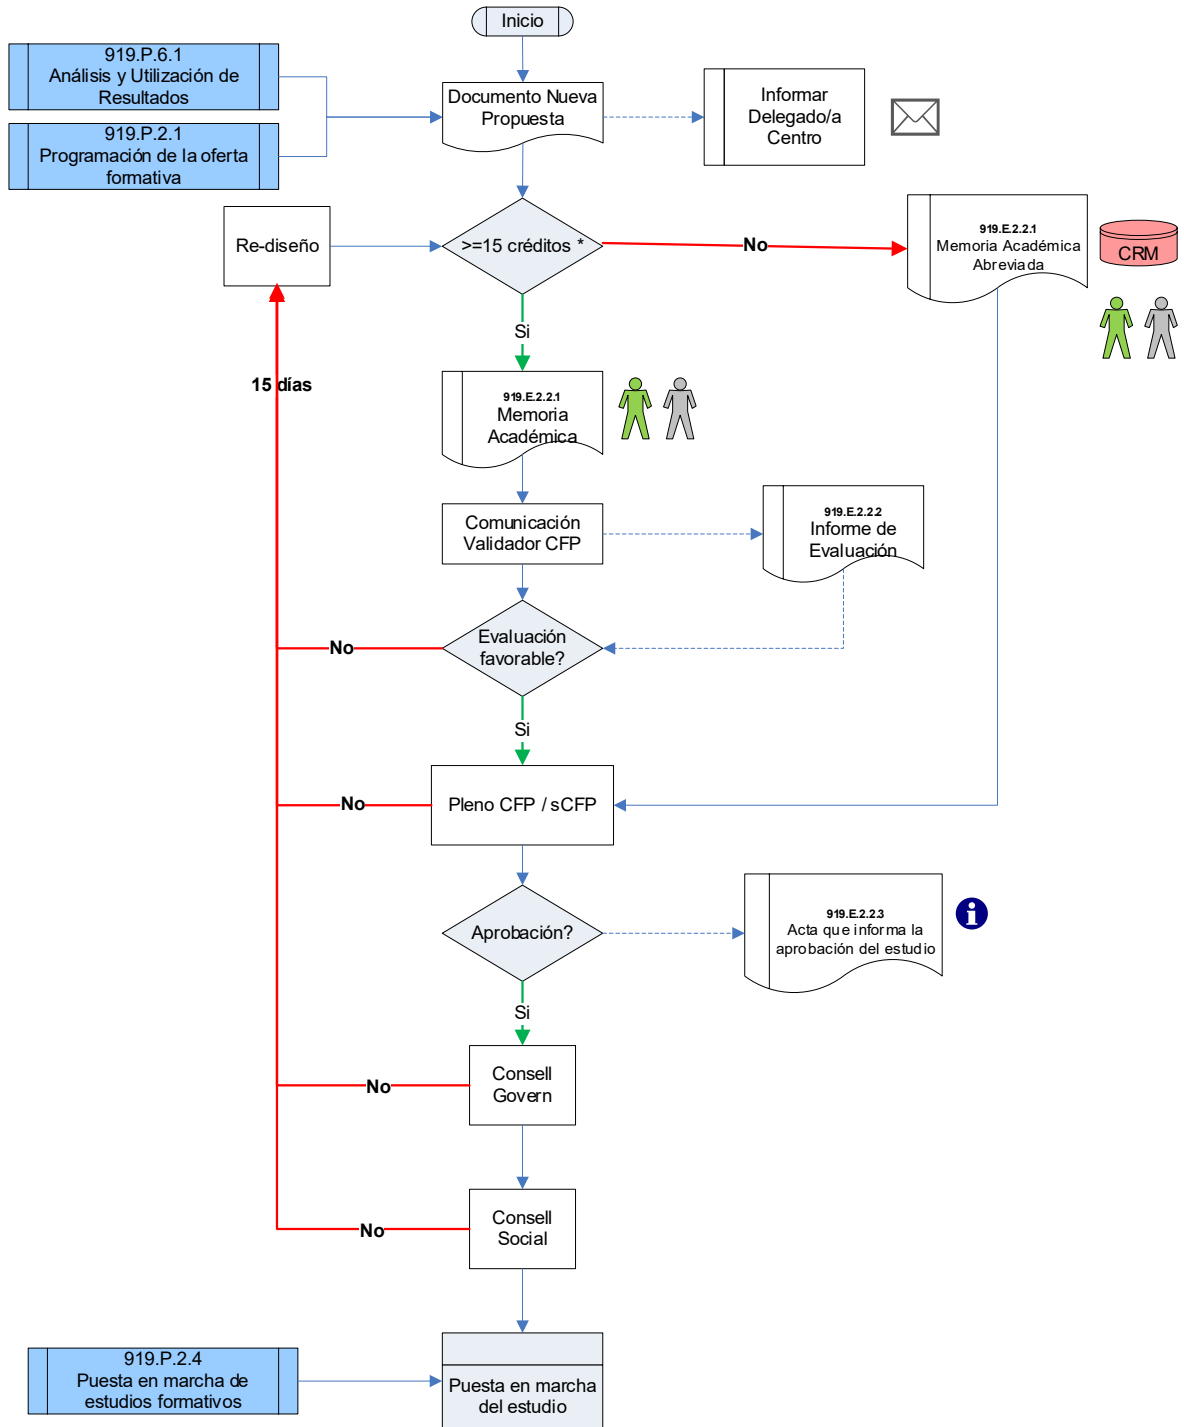 Inicio
919.P.6.1
Análisis y Utilización de
Resultados
919.P.2.1
Programación de la oferta
formativa
Documento Nueva
Propuesta
Informar
Delegado/a
Centro
Re-diseño
>=15 créditos *
No
919.E.2.2.1
Memoria Académica
Abreviada
CRM
Si
15 días
919.E.2.2.1
Memoria
Académica
Comunicación
Validador CFP
919.E.2.2.2
Informe de
Evaluación
Evaluación
favorable?
No
Si
Pleno CFP / sCFP
No
Aprobación?
919.E.2.2.3
Acta que informa la
aprobación del estudio
Si
Consell
Govern
No
Consell
Social
No
919.P.2.4
Puesta en marcha de
estudios formativos
Puesta en marcha
del estudio